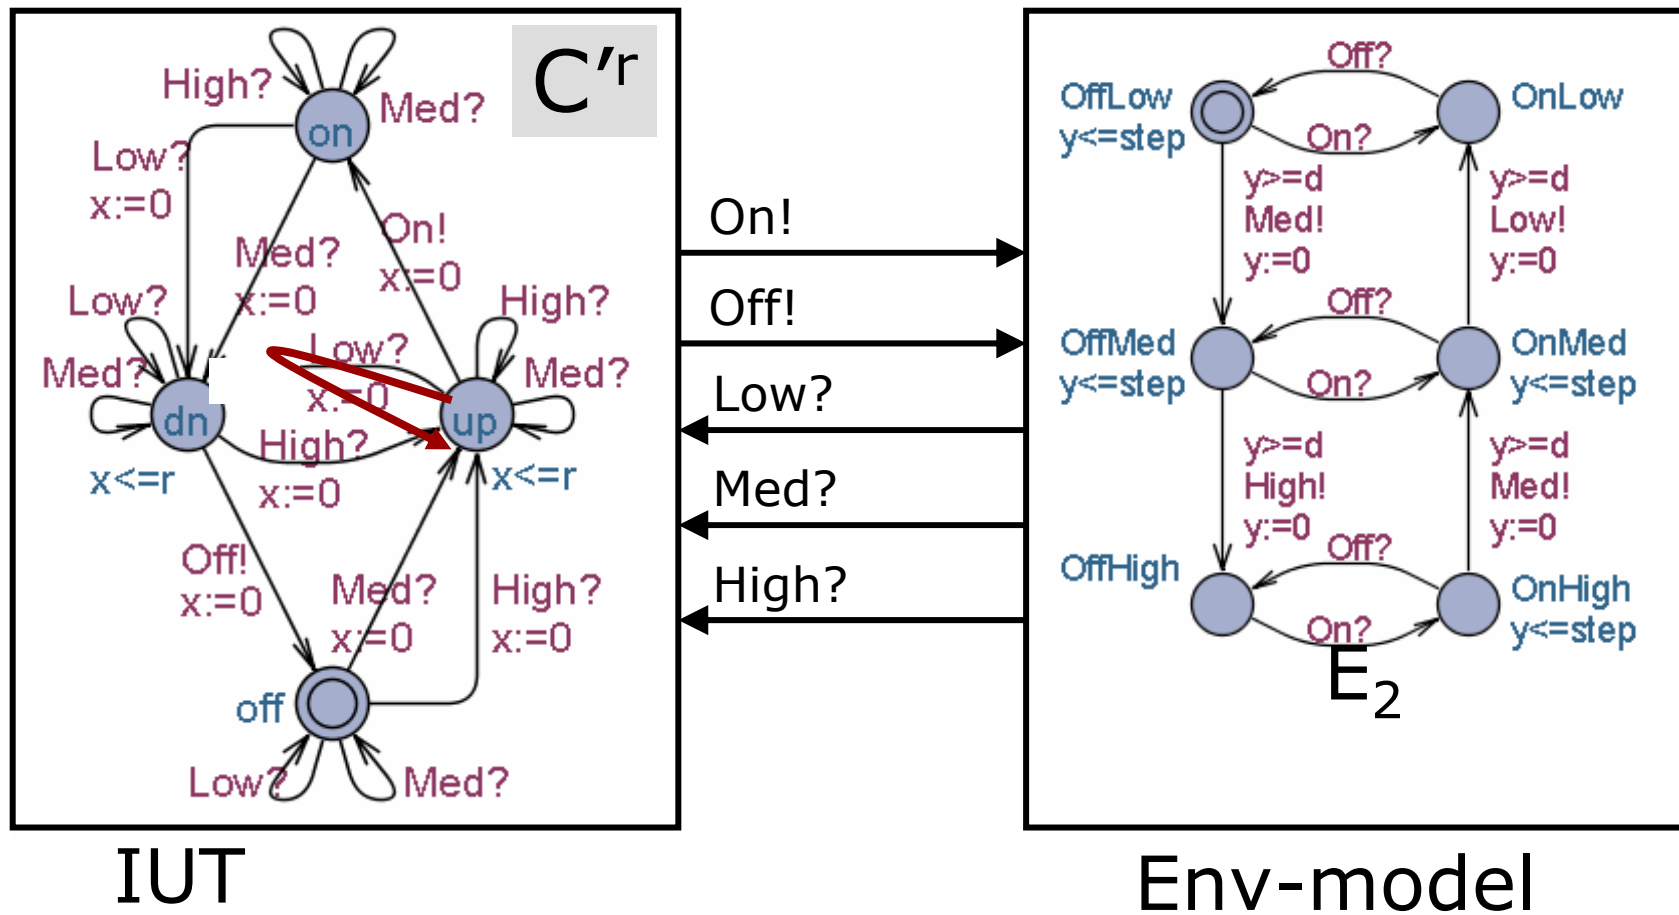 C′r
High?
Med?
on
Low?
x:=0
Med?
x:=0
On!
x:=0
Low?
High?
Med?
Low?
x:=0
Med?
dn
High?
x:=0
up
x<=r
x<=r
Off!
x:=0
Med?
x:=0
High?
x:=0
off
Low?
Med?
IUT
On!
Off!
Low?
Med?
High?
Off?
OffLow
y<=step
OnLow
On?
y>=d
Med!
y:=0
y>=d
Low!
y:=0
Off?
OffMed
y<=step
OnMed
y<=step
On?
y>=d
High!
y:=0
y>=d
Med!
y:=0
Off?
OffHigh
OnHigh
y<=step
On?
E2
Env-model